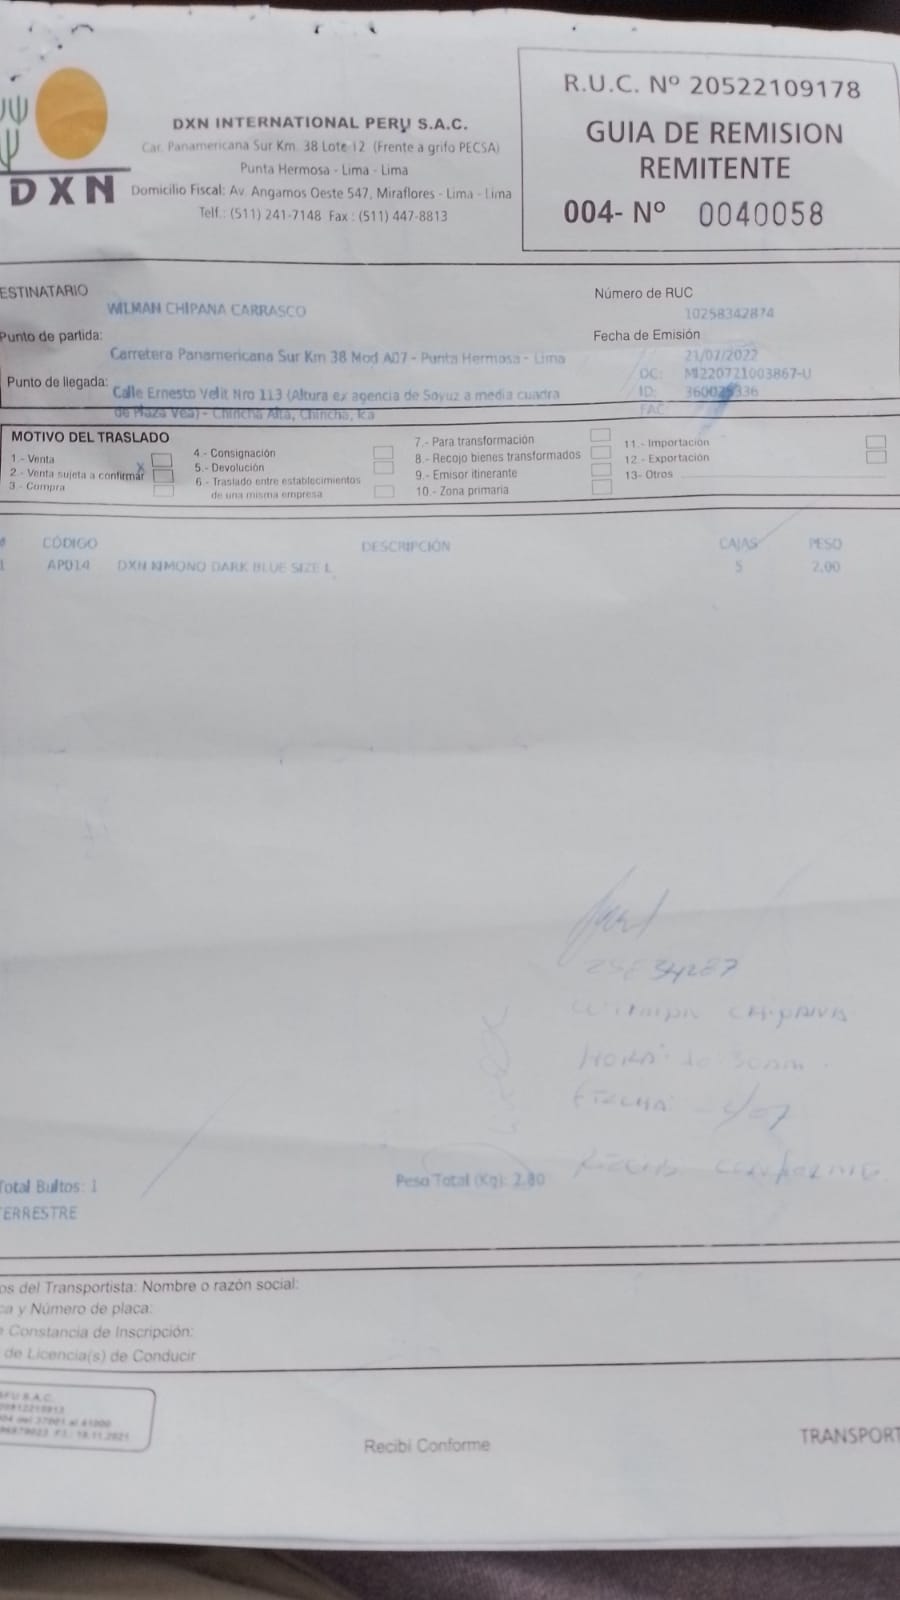 DXN
DXN INTERNATIONAL PERU S.A.C.
Car. Panamericana Sur Km. 38 Lote 12 (Frente a grifo PECSA)
Punta Hermosa - Lima - Lima
Domicilio Fiscal: Av. Angamos Oeste 547, Miraflores - Lima - Lima
Telf.: (511) 241-7148 Fax : (511) 447-8813
R.U.C. Nº 20522109178
GUIA DE REMISION
REMITENTE
004- Nº 0040058
ESTINATARIO
WILMAN CHIPANA CARRASCO
Número de RUC
10258342874
Punto de partida:
Carretera Panamericana Sur Km 38 Mod A07 - Punta Hermosa - Lima
Fecha de Emisión
21/07/2022
Punto de llegada:
Calle Ernesto Velit Nro 113 (Altura ex agencia de Soyuz a media cuadra
de Plaza Vea) - Chincha Alta, Chincha, Ica
OC: MI220721003867-U
ID: 360025336
FAC:
MOTIVO DEL TRASLADO
1.- Venta
2.- Venta sujeta a confirmar x
3.- Compra
4.- Consignación
5.- Devolución
6.- Traslado entre establecimientos
de una misma empresa
7.- Para transformación
8.- Recojo bienes transformados
9.- Emisor itinerante
10.- Zona primaria
11.- Importación
12.- Exportación
13- Otros
# CÓDIGO DESCRIPCIÓN CAJAS PESO
1 AP014 DXN KIMONO DARK BLUE SIZE L 5 2.00
HORA
FECHA
Total Bultos: 1
Peso Total (Kg): 2.80
TERRESTRE
os del Transportista: Nombre o razón social:
ca y Número de placa:
e Constancia de Inscripción:
de Licencia(s) de Conducir
Recibi Conforme
TRANSPORT